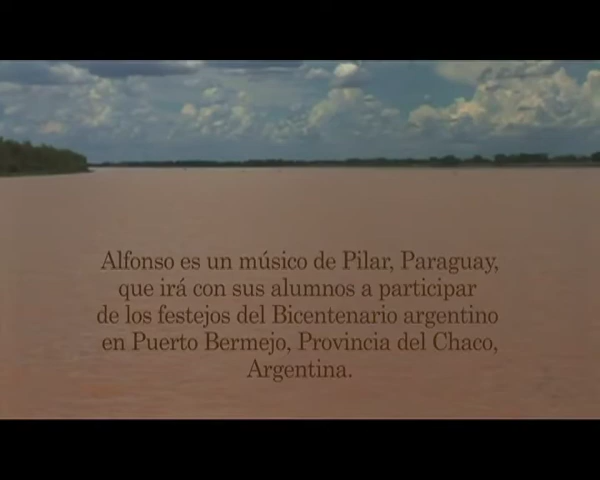 Alfonso es un músico de Pilar, Paraguay,
que irá con sus alumnos a participar
de los festejos del Bicentenario argentino
en Puerto Bermejo, Provincia del Chaco,
Argentina.